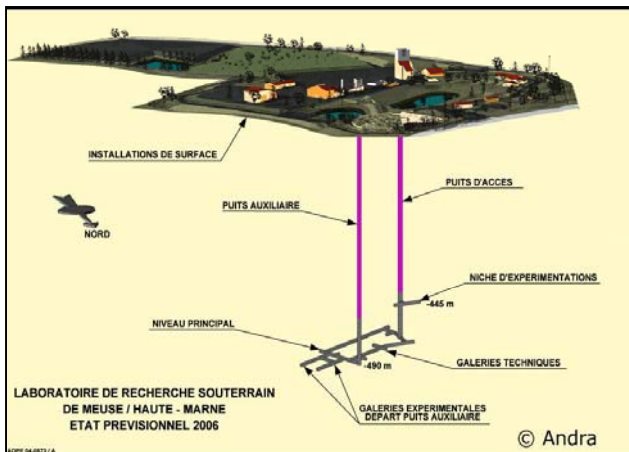 INSTALLATIONS DE SURFACE
PUITS D'ACCES
PUITS AUXILIAIRE
NORD
NICHE D'EXPERIMENTATIONS
-445 m
NIVEAU PRINCIPAL
-490 m
GALERIES TECHNIQUES
LABORATOIRE DE RECHERCHE SOUTERRAIN
DE MEUSE / HAUTE - MARNE
ETAT PREVISIONNEL 2006
GALERIES EXPERIMENTALES
DEPART PUITS AUXILIAIRE
© Andra